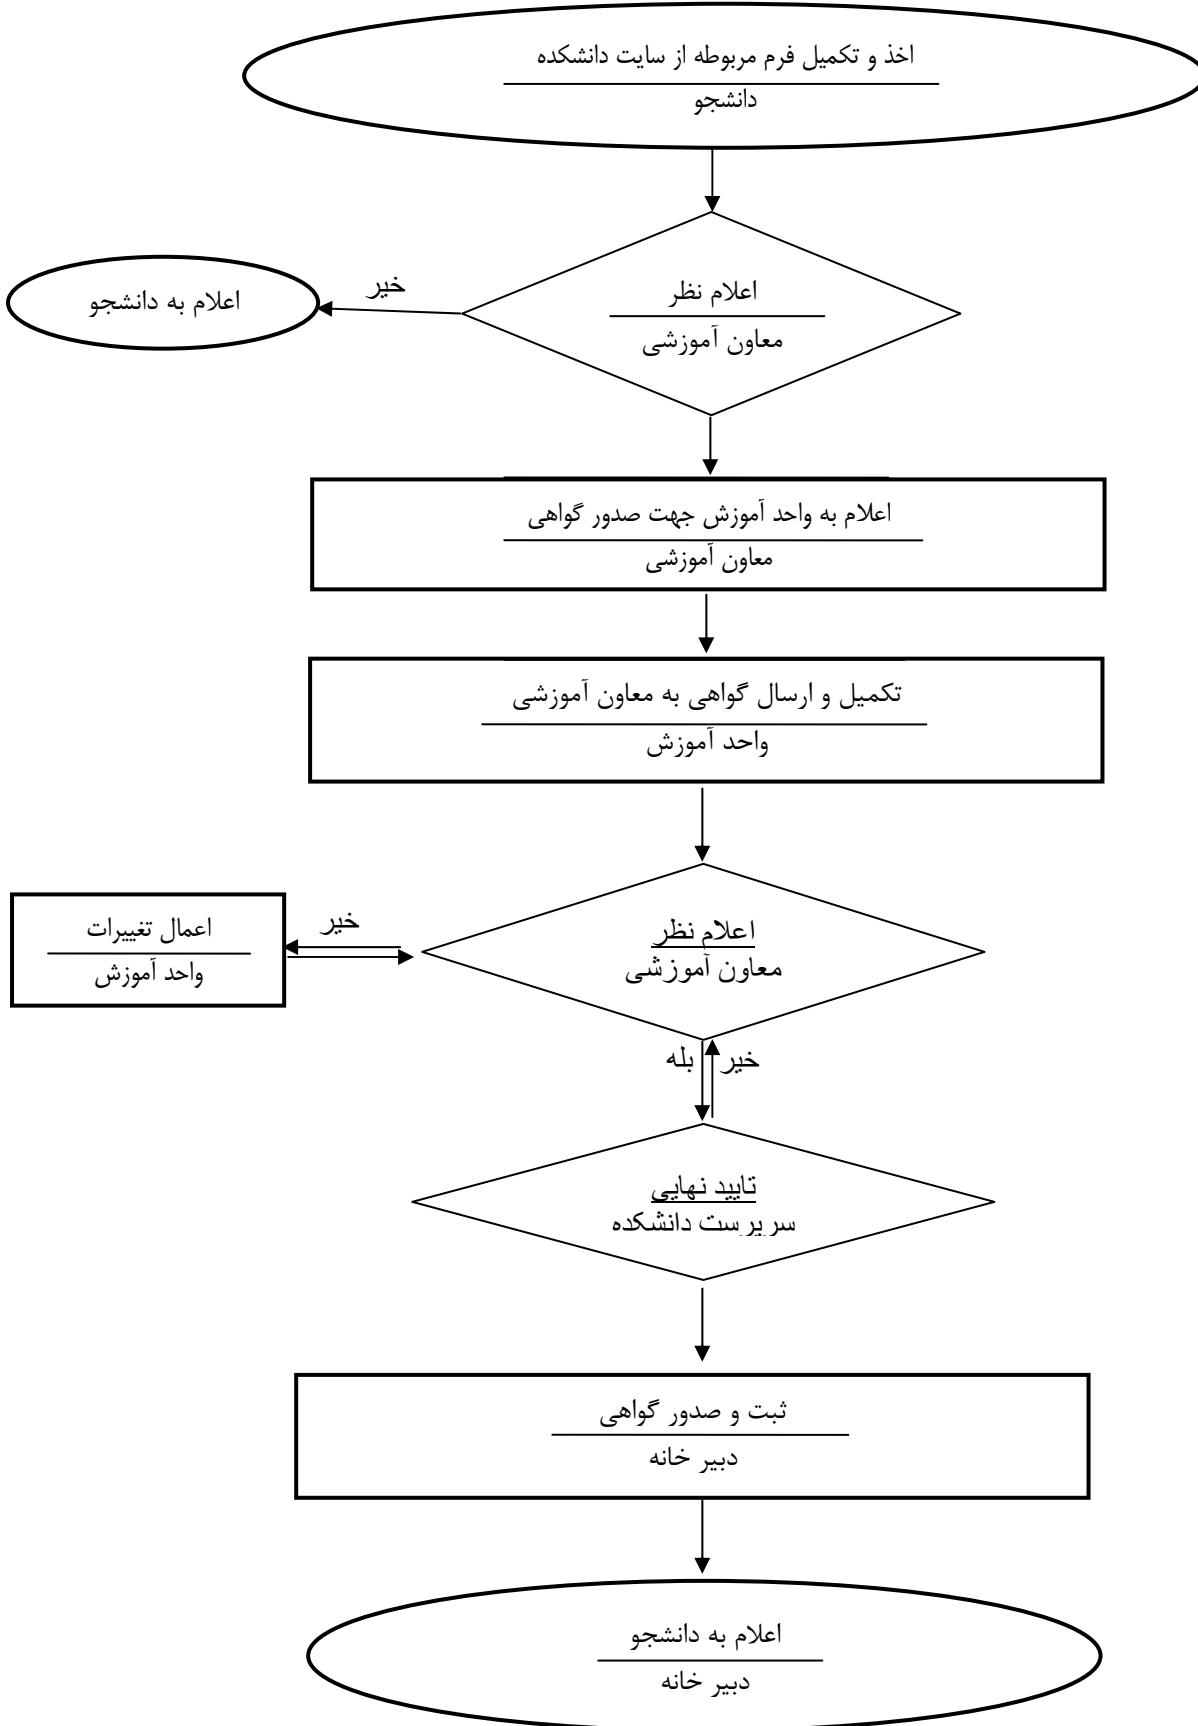 اخذ و تکمیل فرم مربوطه از سایت دانشکده
دانشجو
اعلام نظر
معاون آموزشی
خیر
اعلام به دانشجو
اعلام به واحد آموزش جهت صدور گواهی
معاون آموزشی
تکمیل و ارسال گواهی به معاون آموزشی
واحد آموزش
اعلام نظر
معاون آموزشی
خیر
اعمال تغییرات
واحد آموزش
خیر
بله
تایید نهایی
سرپرست دانشکده
ثبت و صدور گواهی
دبیر خانه
اعلام به دانشجو
دبیر خانه